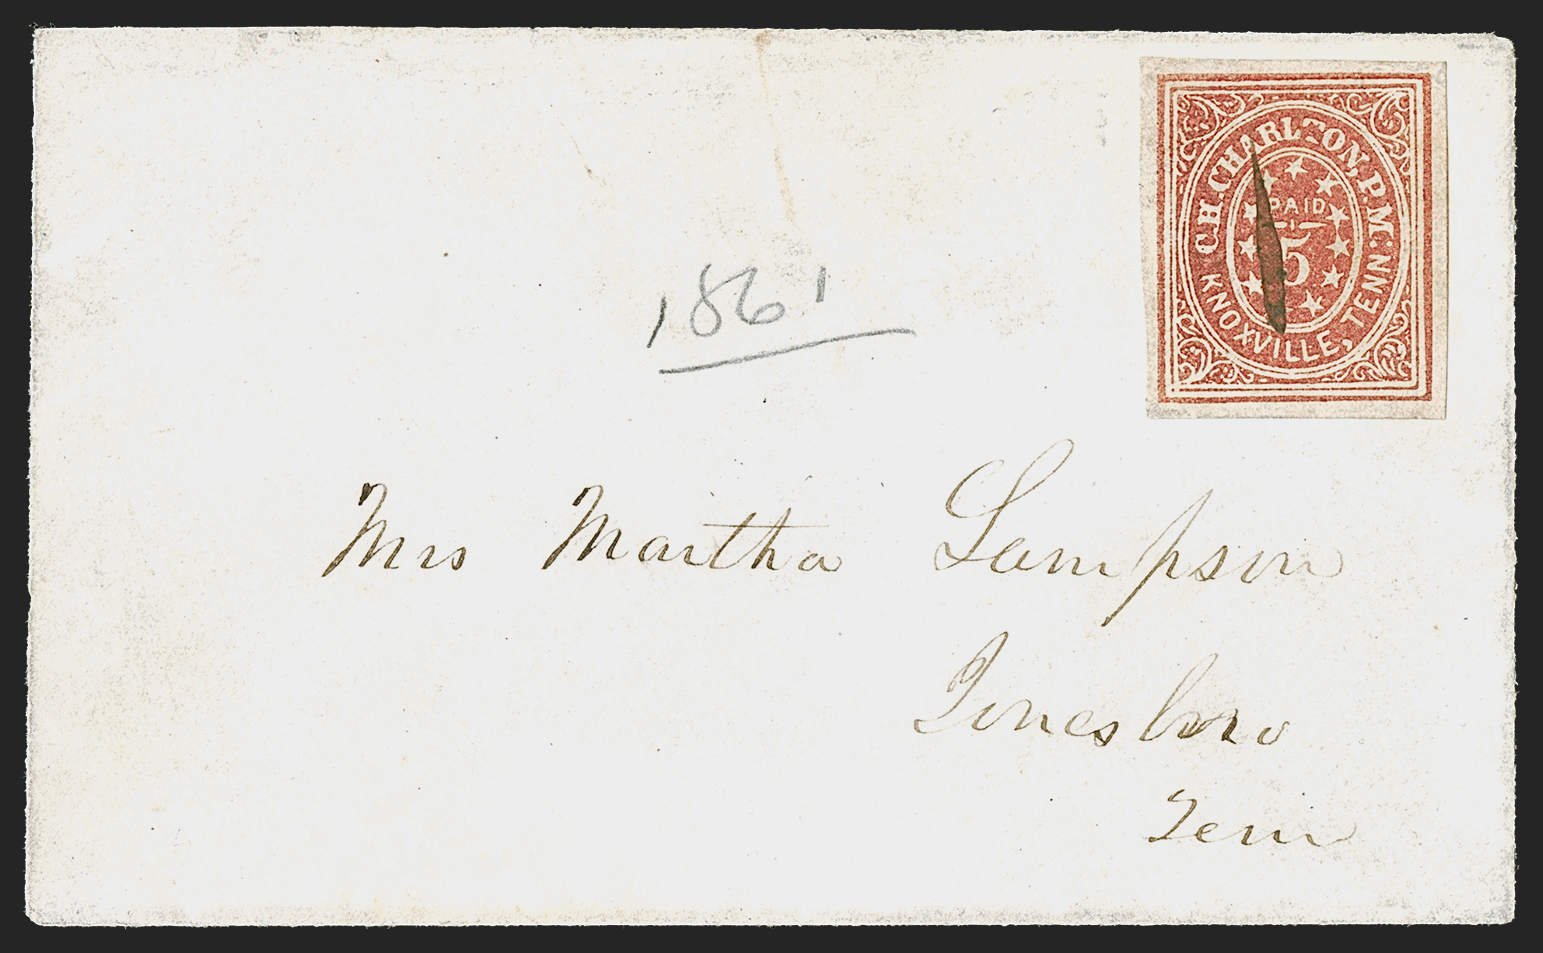 C.H. CHARLTON, P.M.
PAID
5
KNOXVILLE, TENN:
1861
Mrs Martha Sampson
Jonesboro
Tenn